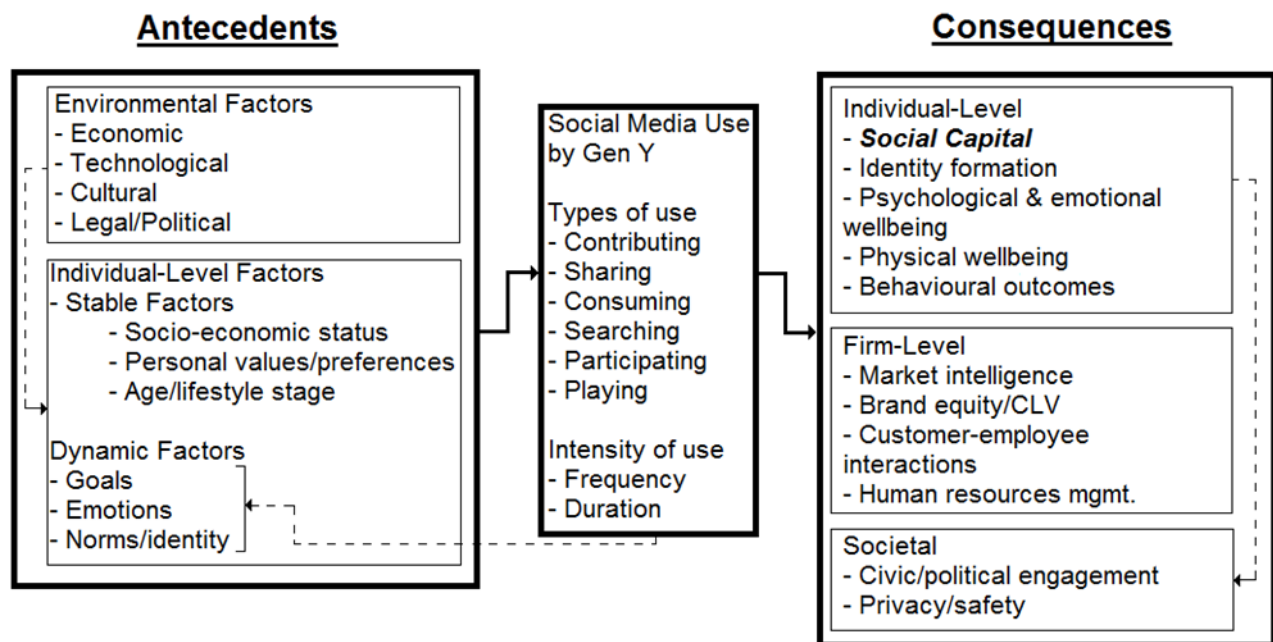 Antecedents
Environmental Factors
- Economic
- Technological
- Cultural
- Legal/Political
Individual-Level Factors
- Stable Factors
- Socio-economic status
- Personal values/preferences
- Age/lifestyle stage
Dynamic Factors
- Goals
- Emotions
- Norms/identity
Social Media Use
by Gen Y
Types of use
- Contributing
- Sharing
- Consuming
- Searching
- Participating
- Playing
Intensity of use
- Frequency
- Duration
Consequences
Individual-Level
- Social Capital
- Identity formation
- Psychological & emotional
wellbeing
- Physical wellbeing
- Behavioural outcomes
Firm-Level
- Market intelligence
- Brand equity/CLV
- Customer-employee
interactions
- Human resources mgmt.
Societal
- Civic/political engagement
- Privacy/safety